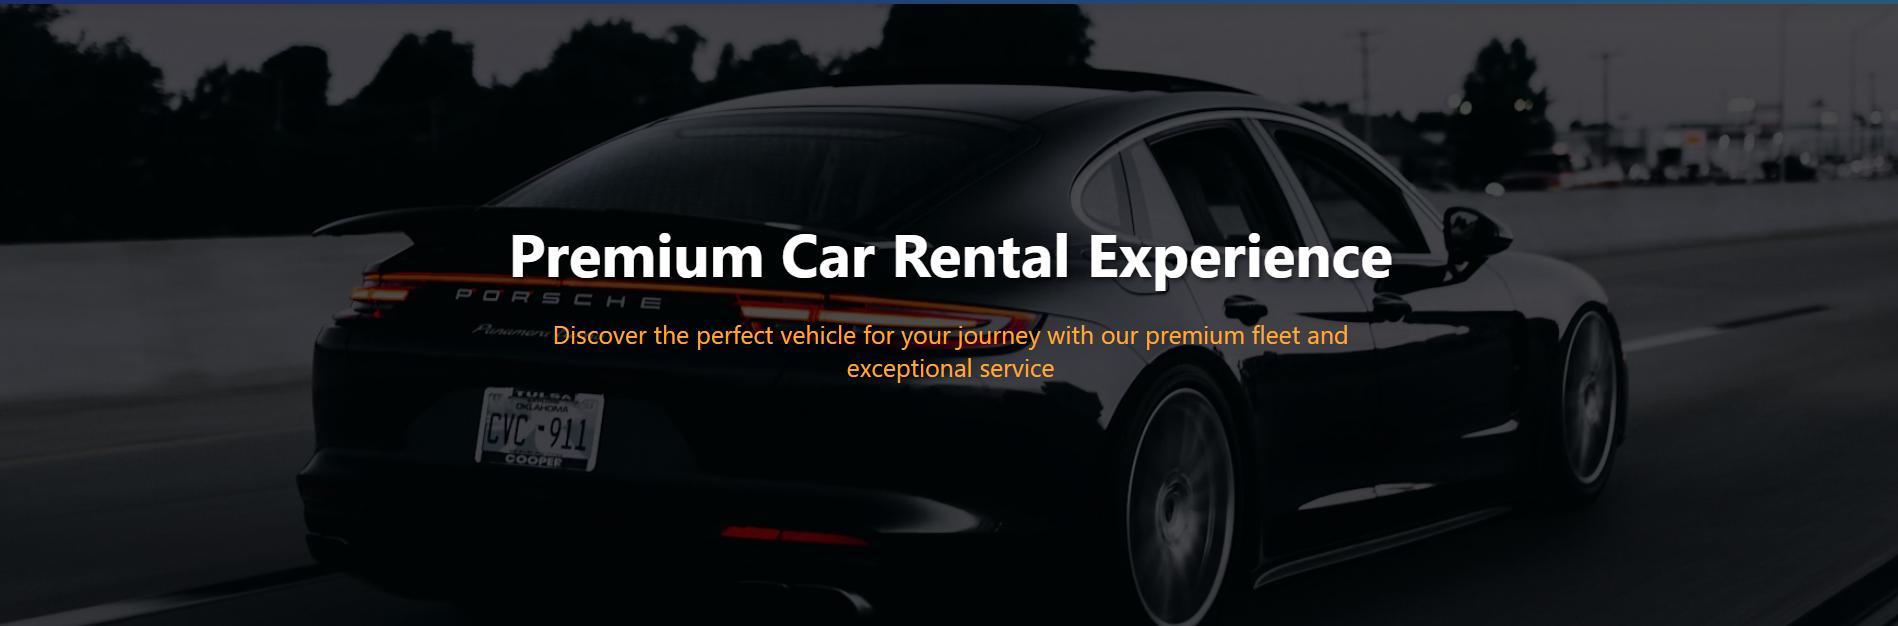 Premium Car Rental Experience
PORSCHE
Panamera
Discover the perfect vehicle for your journey with our premium fleet and
exceptional service
TULSA
OKLAHOMA
CVC-911
COOPER